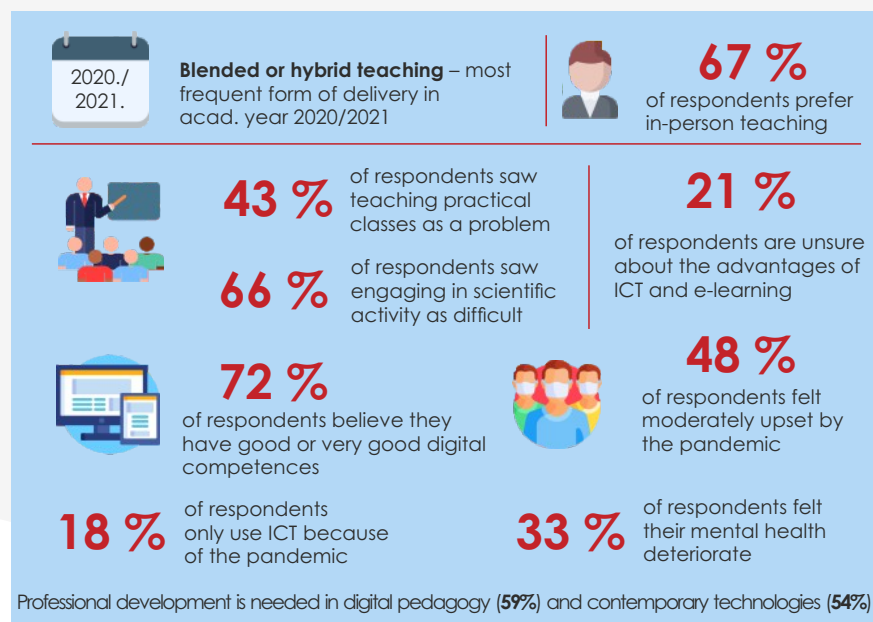 2020./
2021.
Blended or hybrid teaching – most
frequent form of delivery in
acad. year 2020/2021
67 %
of respondents prefer
in-person teaching
43 %
of respondents saw
teaching practical
classes as a problem
66 %
of respondents saw
engaging in scientific
activity as difficult
21 %
of respondents are unsure
about the advantages of
ICT and e-learning
72 %
of respondents believe they
have good or very good digital
competences
48 %
of respondents felt
moderately upset by
the pandemic
18 %
of respondents
only use ICT because
of the pandemic
33 %
of respondents felt
their mental health
deteriorate
Professional development is needed in digital pedagogy (59%) and contemporary technologies (54%)